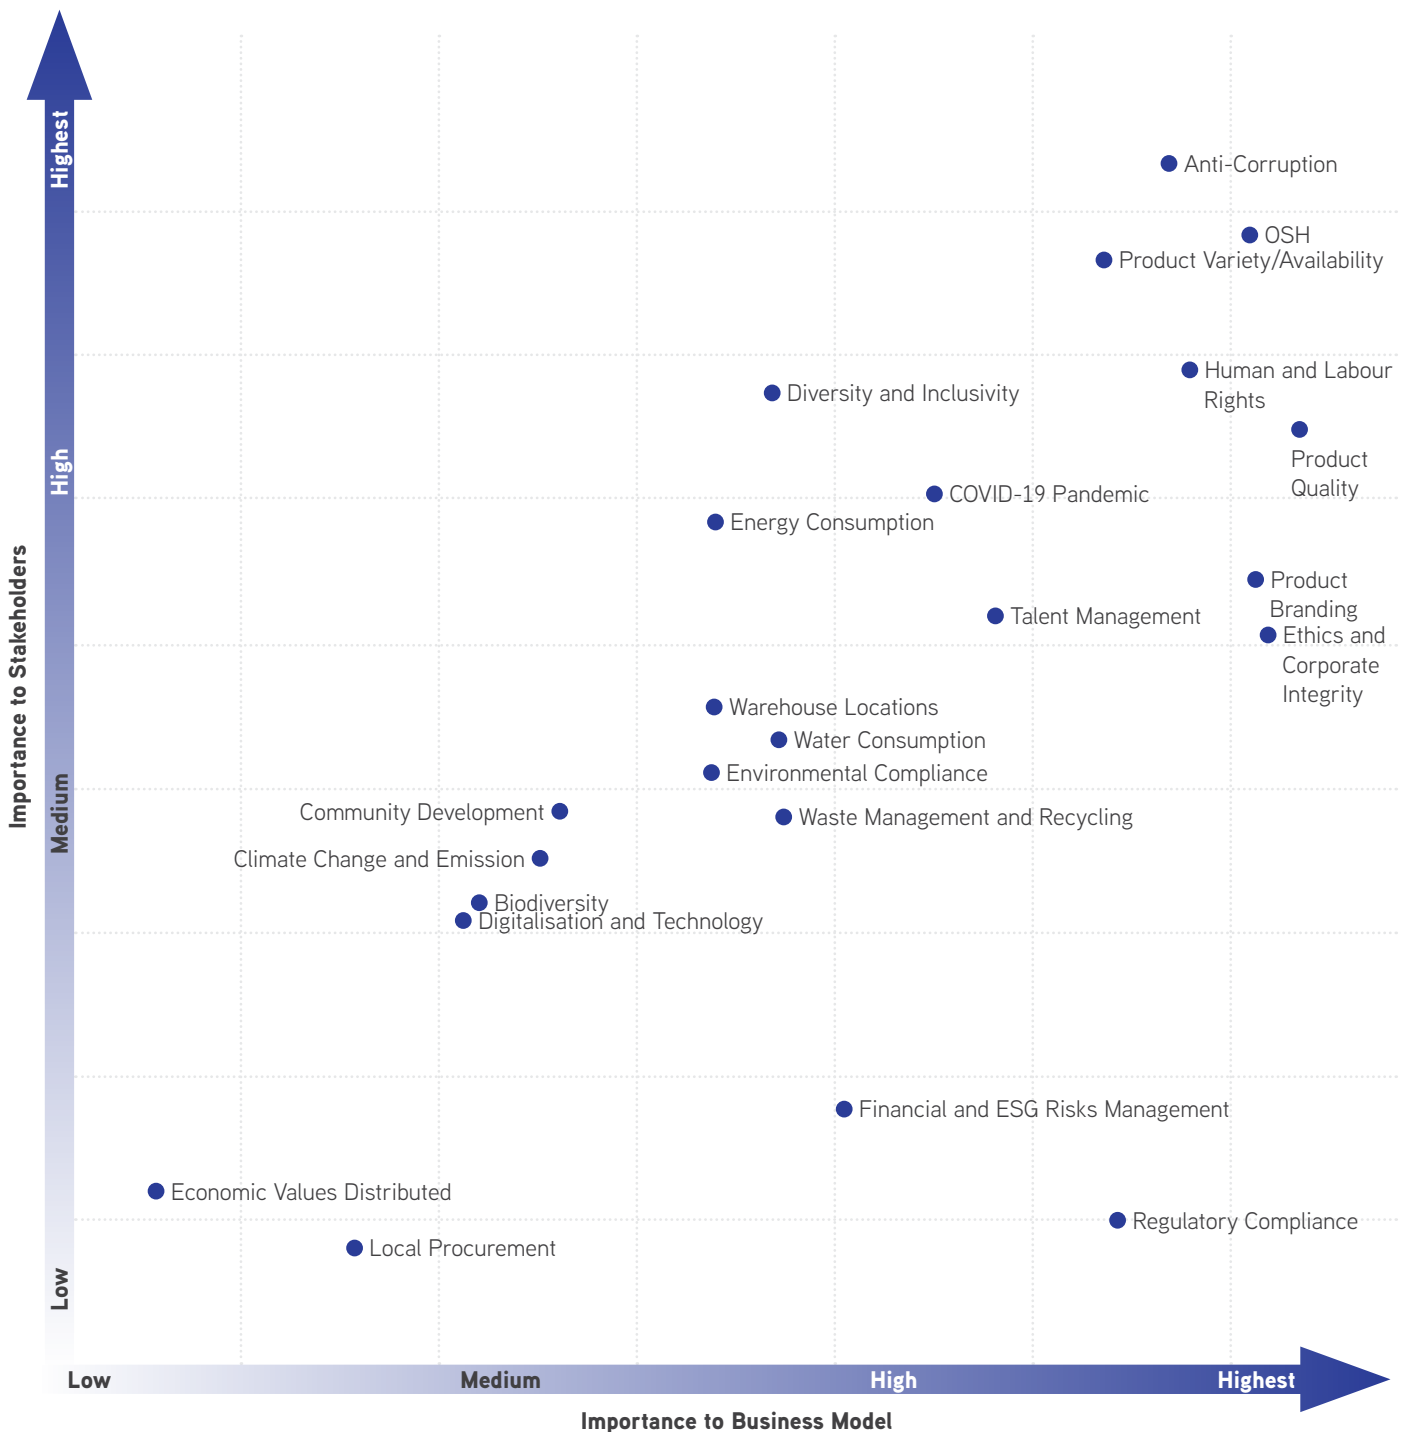 Highest
Anti-Corruption
OSH
Product Variety/Availability
Human and Labour
Rights
Diversity and Inclusivity
Product
Quality
High
COVID-19 Pandemic
Energy Consumption
Importance to Stakeholders
Product
Branding
Talent Management
Ethics and
Corporate
Integrity
Warehouse Locations
Water Consumption
Environmental Compliance
Medium
Community Development
Waste Management and Recycling
Climate Change and Emission
Biodiversity
Digitalisation and Technology
Financial and ESG Risks Management
Economic Values Distributed
Regulatory Compliance
Local Procurement
Low
Low
Medium
High
Highest
Importance to Business Model